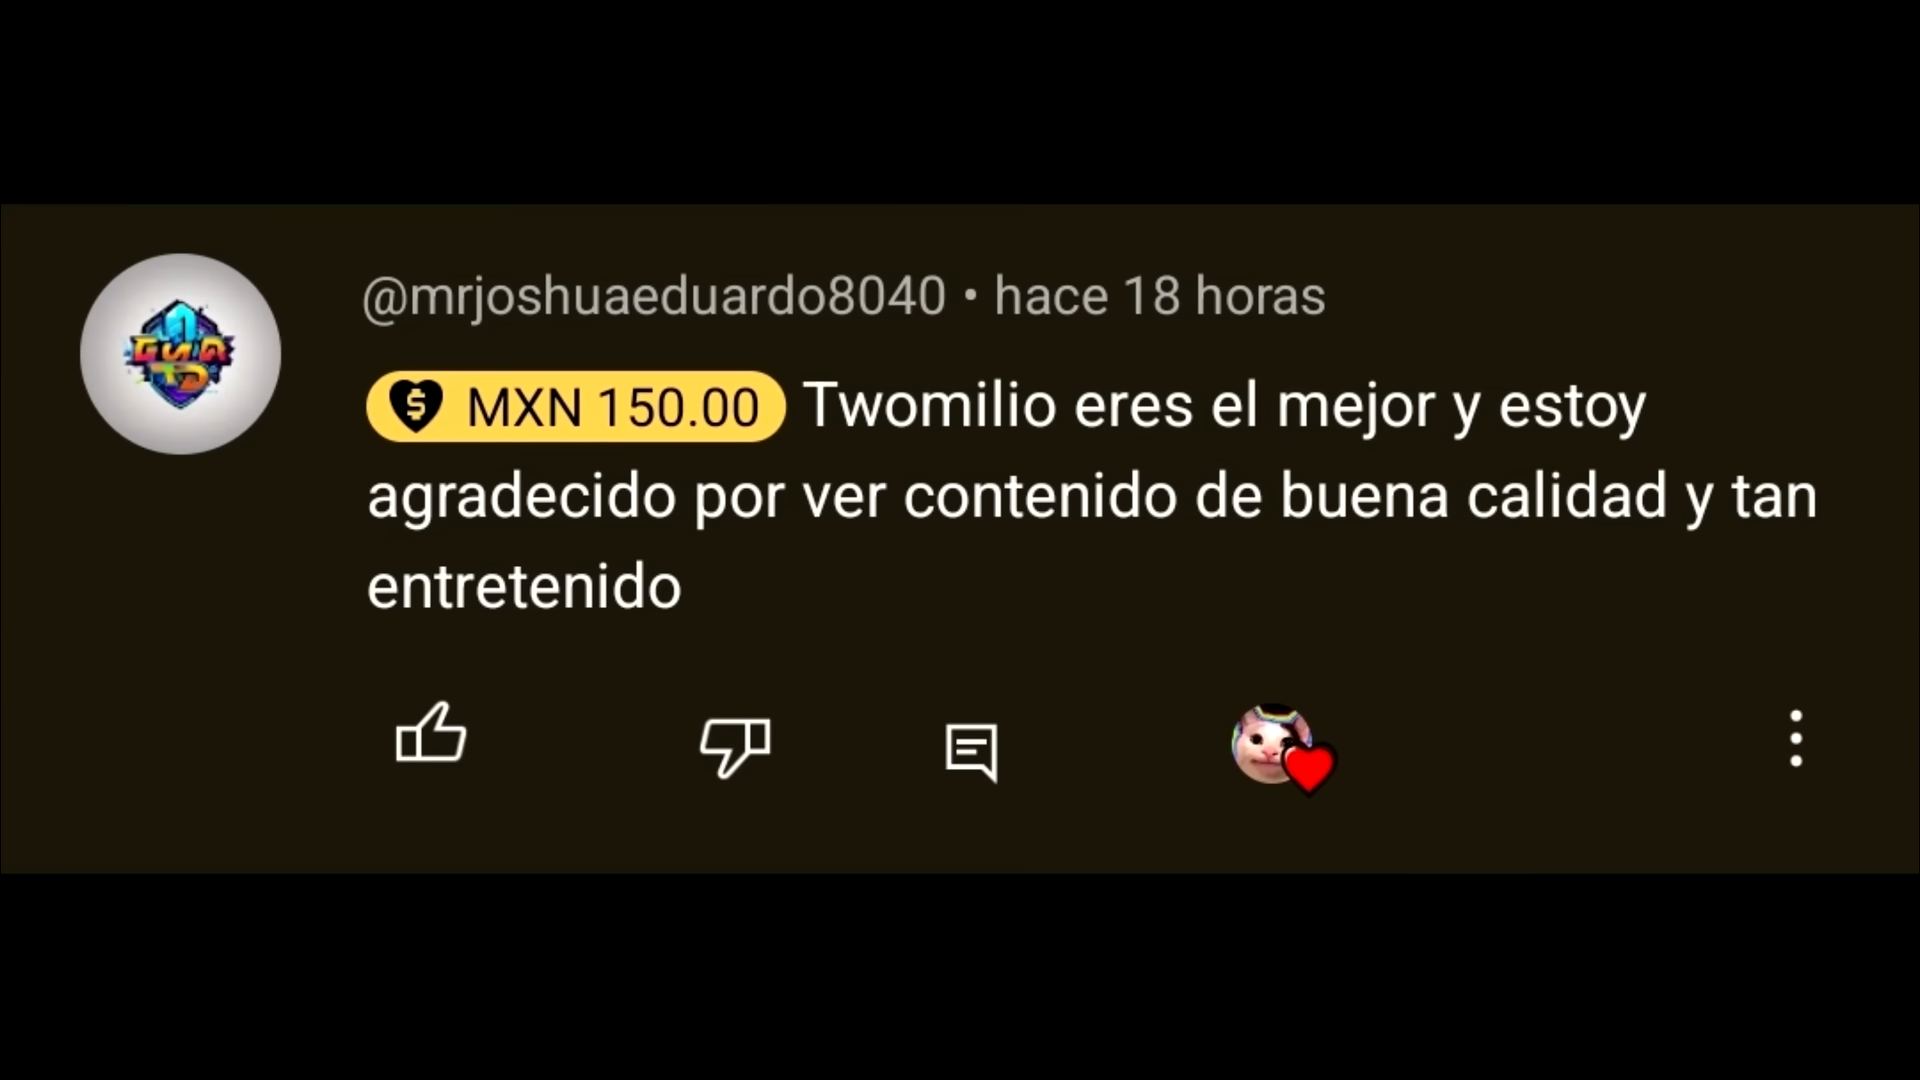 @mrjoshuaeduardo8040 • hace 18 horas
MXN 150.00 Twomilio eres el mejor y estoy
agradecido por ver contenido de buena calidad y tan
entretenido